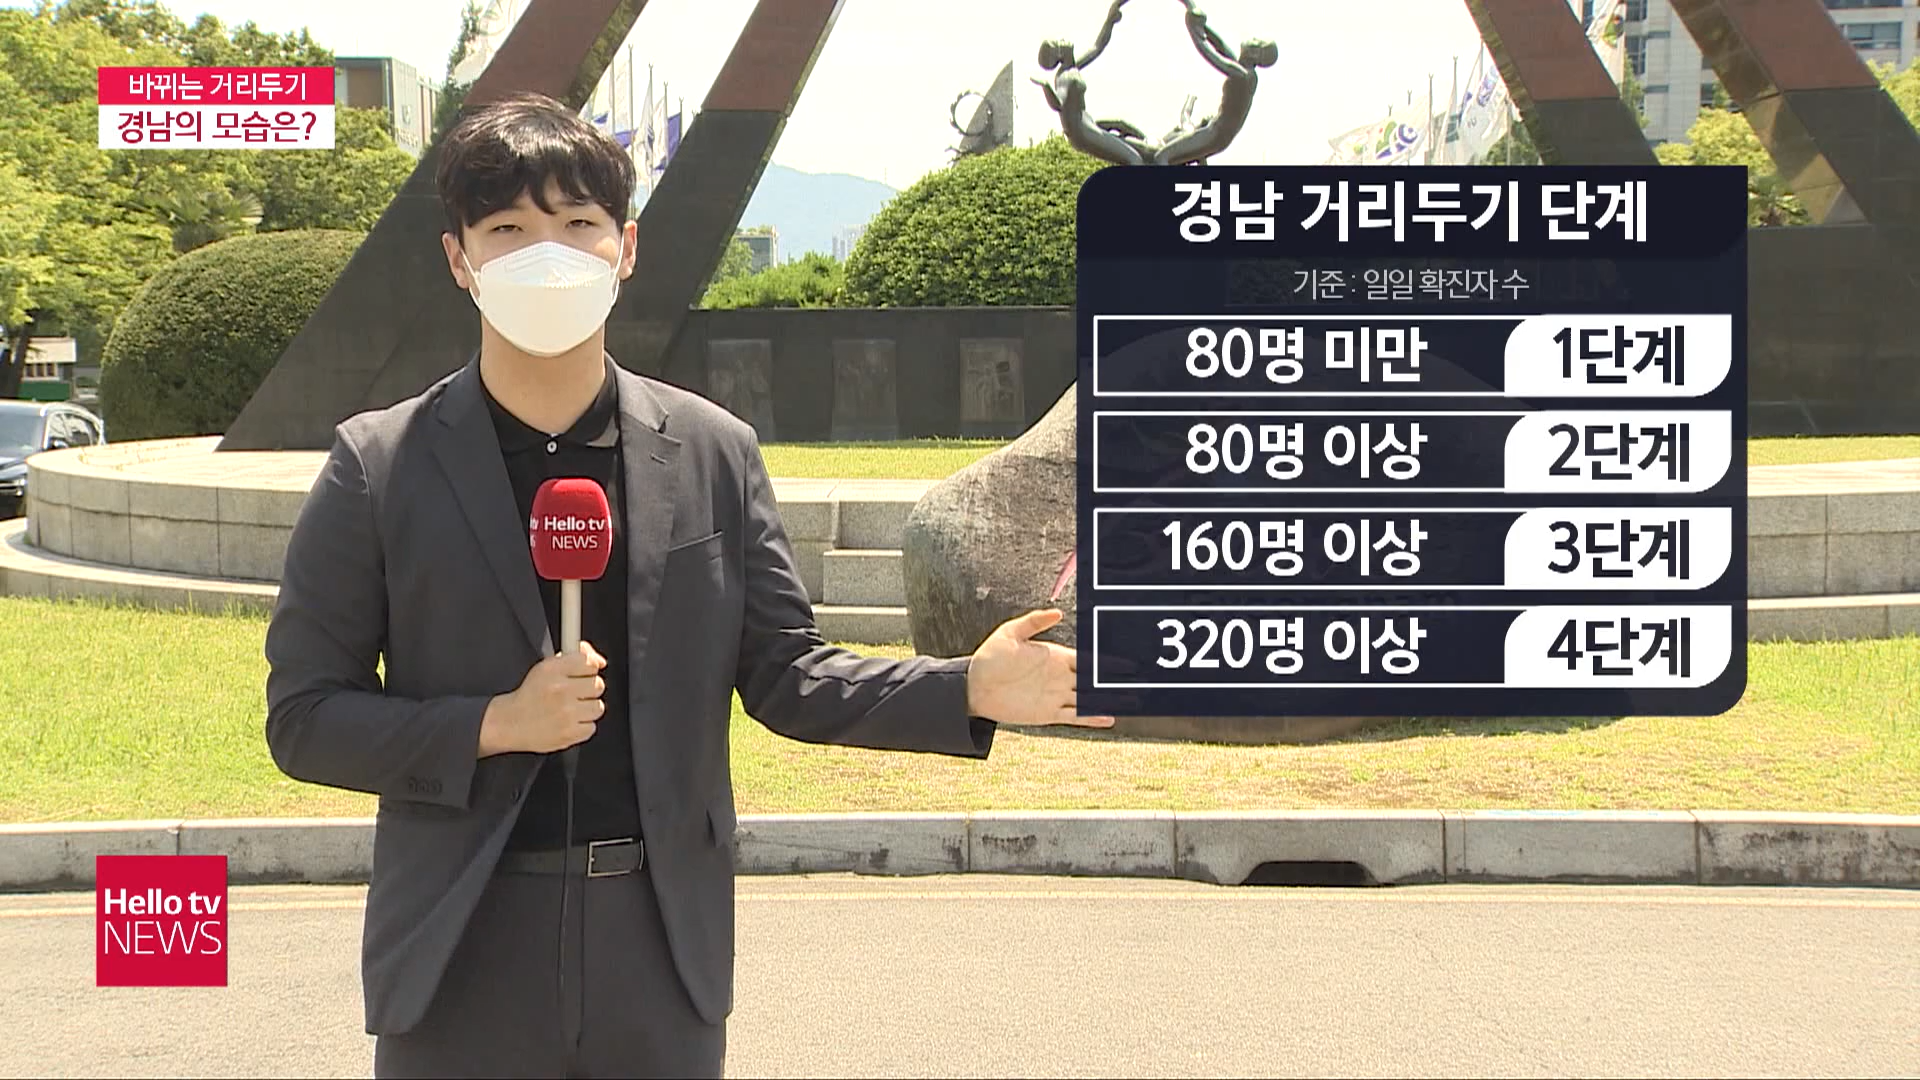 바뀌는 거리두기
경남의 모습은?
경남 거리두기 단계
기준 : 일일 확진자 수
80명 미만 1단계
80명 이상 2단계
160명 이상 3단계
320명 이상 4단계
Hello tv
NEWS
Hello tv
NEWS